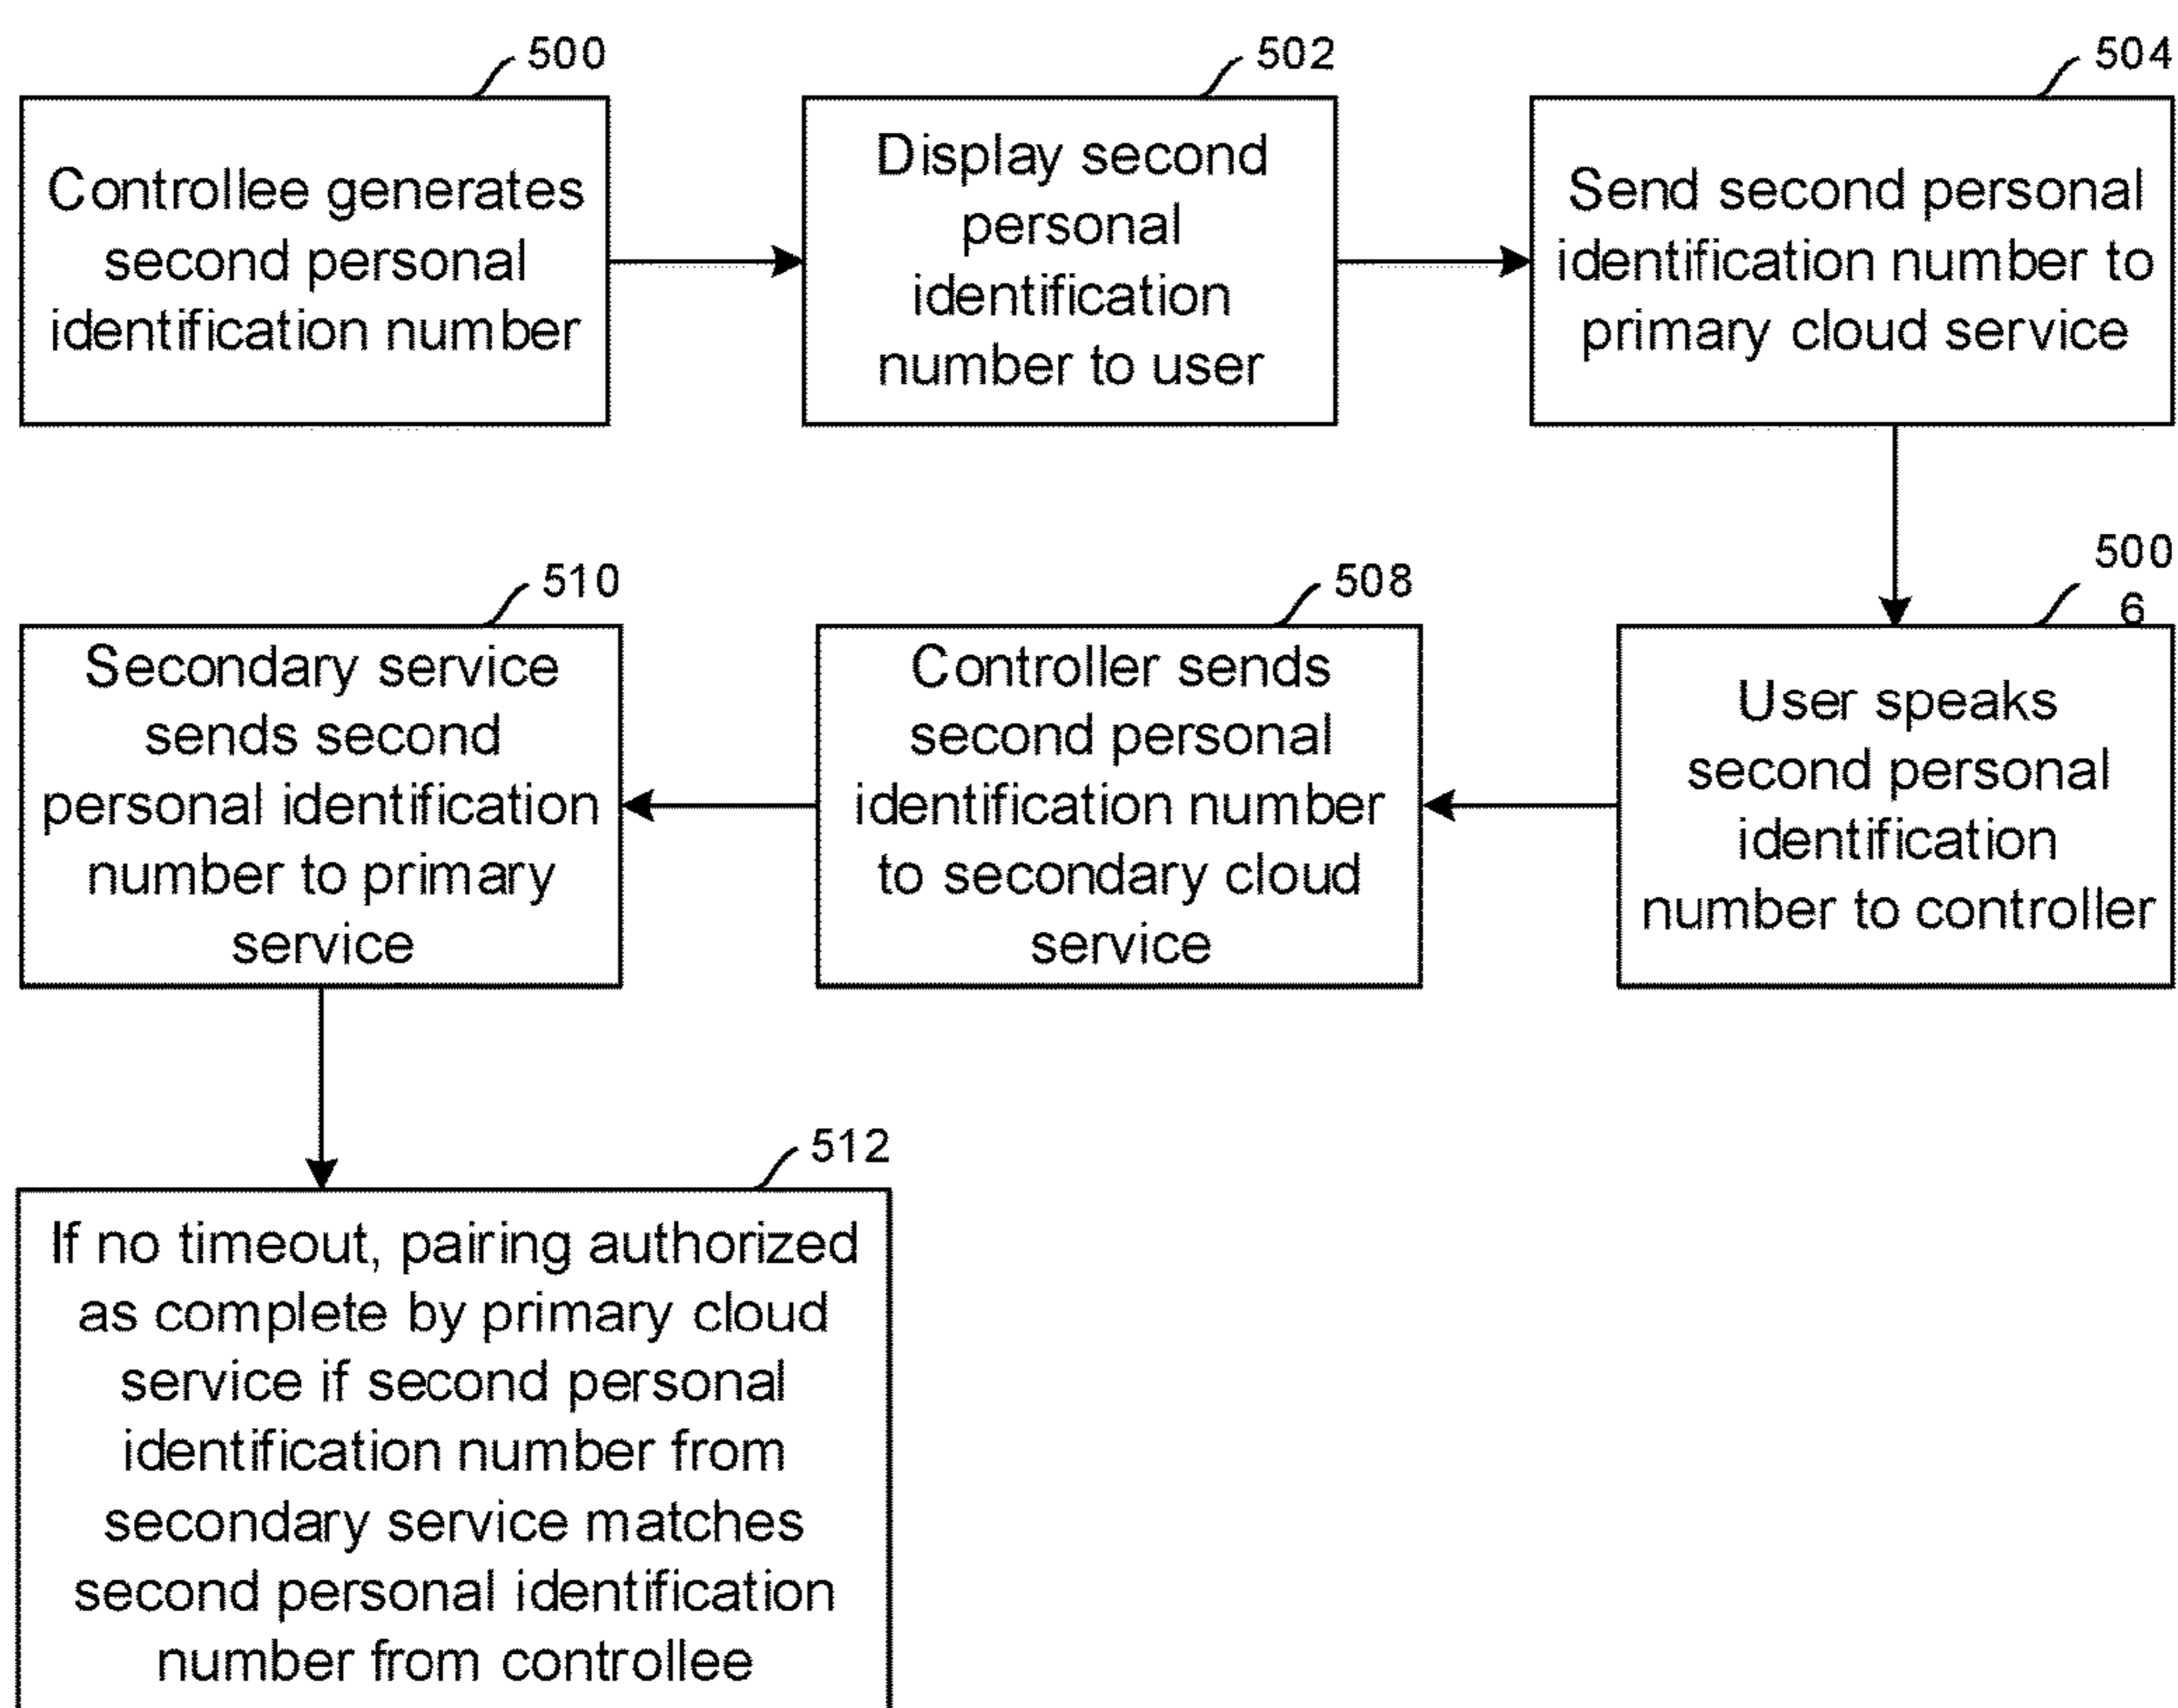 500
Controllee generates
second personal
identification number
502
Display second
personal
identification
number to user
504
Send second personal
identification number to
primary cloud service
500
6
User speaks
second personal
identification
number to controller
508
Controller sends
second personal
identification number
to secondary cloud
service
510
Secondary service
sends second
personal identification
number to primary
service
512
If no timeout, pairing authorized
as complete by primary cloud
service if second personal
identification number from
secondary service matches
second personal identification
number from controllee